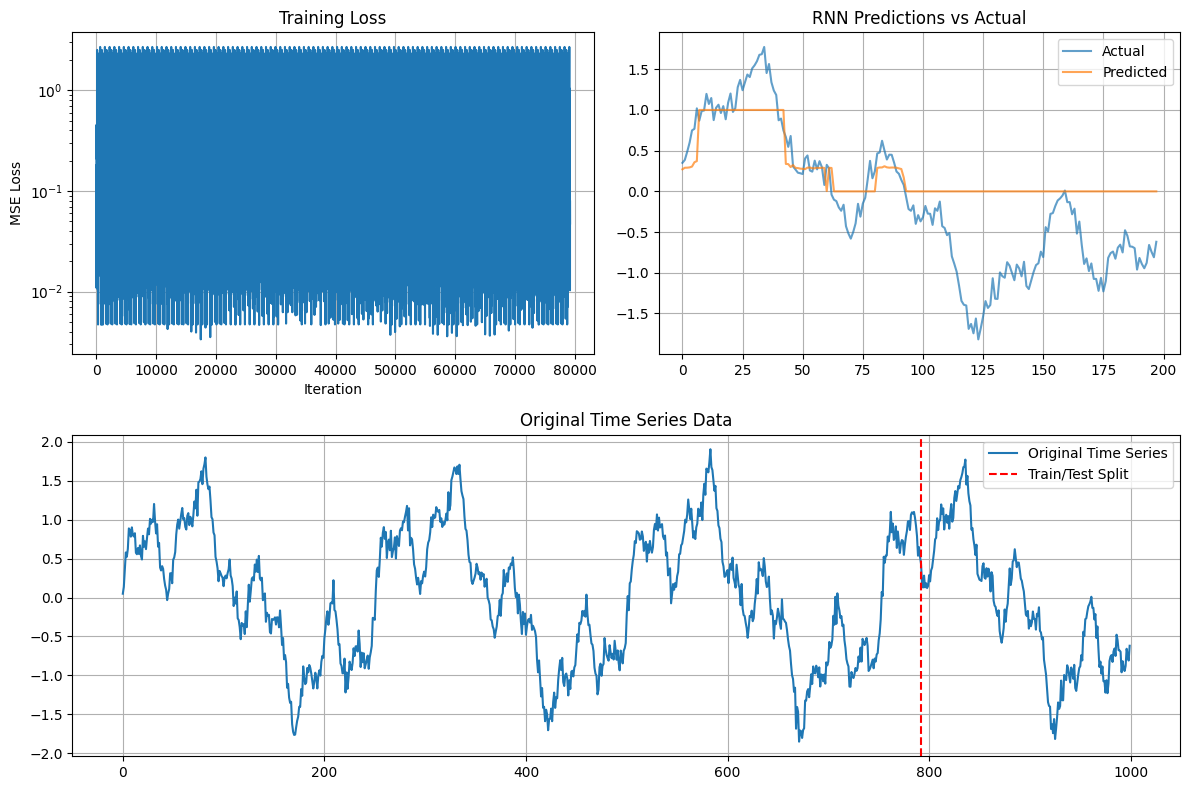 Training Loss
MSE Loss
10⁰
10⁻¹
10⁻²
0 10000 20000 30000 40000 50000 60000 70000 80000
Iteration
RNN Predictions vs Actual
Actual
Predicted
1.5
1.0
0.5
0.0
−0.5
−1.0
−1.5
0 25 50 75 100 125 150 175 200
Original Time Series Data
Original Time Series
Train/Test Split
2.0
1.5
1.0
0.5
0.0
−0.5
−1.0
−1.5
−2.0
0 200 400 600 800 1000